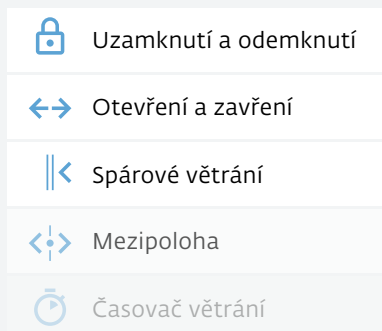 Uzamknutí a odemknutí
Otevření a zavření
Spárové větrání
Mezipoloha
Časovač větrání